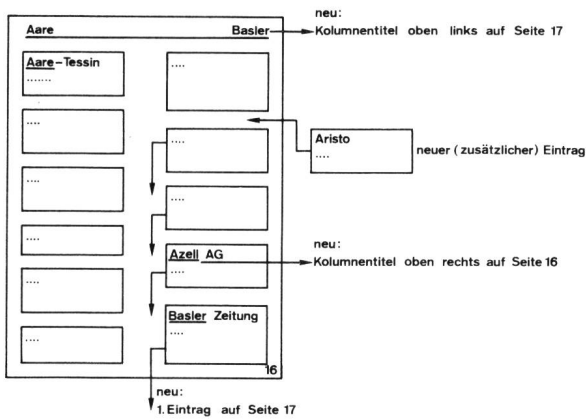 neu:
Aare Basler Kolumnentitel oben links auf Seite 17
Aare-Tessin
.......
....
....
....
....
....
....
....
Aristo
....
neuer (zusätzlicher) Eintrag
....
neu:
Azell AG Kolumnentitel oben rechts auf Seite 16
....
Basler Zeitung
....
16
neu:
1. Eintrag auf Seite 17